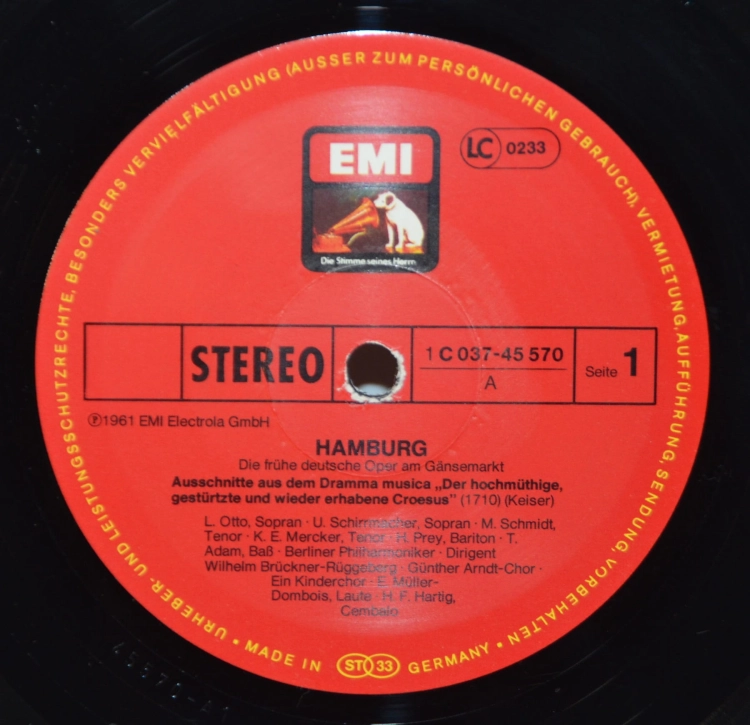 URHEBER- UND LEISTUNGSSCHUTZRECHTE, BESONDERS VERVIELFÄLTIGUNG (AUSSER ZUM PERSÖNLICHEN GEBRAUCH), VERMIETUNG, AUFFÜHRUNG, SENDUNG, VORBEHALTEN •
EMI
LC 0233
Die Stimme seines Herrn
STEREO
1 C 037-45 570
A
Seite 1
℗1961 EMI Electrola GmbH
HAMBURG
Die frühe deutsche Oper am Gänsemarkt
Ausschnitte aus dem Dramma musica „Der hochmüthige,
gestürtzte und wieder erhabene Croesus" (1710) (Keiser)
L. Otto, Sopran · U. Schirrmacher, Sopran · M. Schmidt,
Tenor · K. E. Mercker, Tenor · H. Prey, Bariton · T.
Adam, Baß · Berliner Philharmoniker · Dirigent
Wilhelm Brückner-Rüggeberg · Günther Arndt-Chor ·
Ein Kinderchor · E. Müller-
Dombois, Laute · H. F. Hartig,
Cembalo
• MADE IN ST 33 GERMANY •